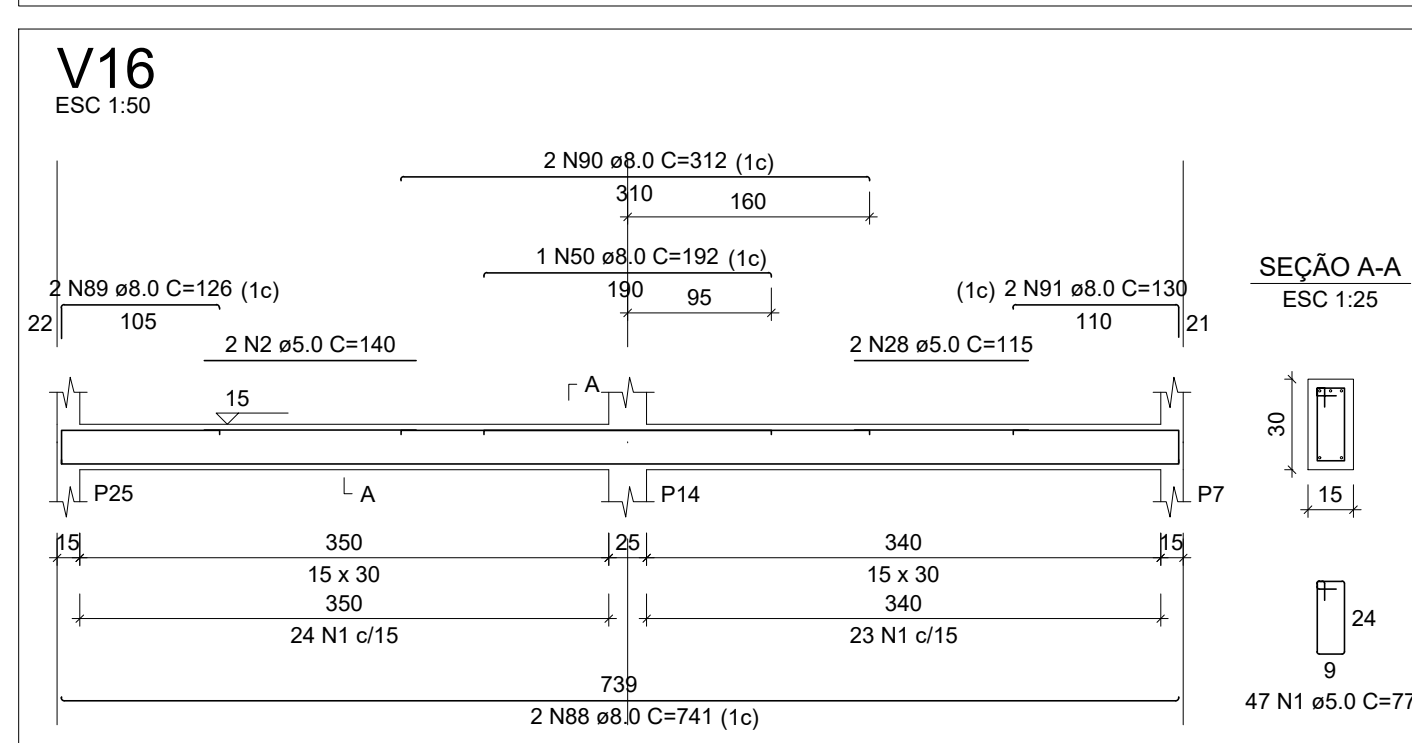 V16
ESC 1:50
2 N90 ø8.0 C=312 (1c)
310
160
1 N50 ø8.0 C=192 (1c)
190
95
2 N89 ø8.0 C=126 (1c)
22
105
(1c) 2 N91 ø8.0 C=130
110
21
2 N2 ø5.0 C=140
2 N28 ø5.0 C=115
A
15
P25
A
P14
P7
15
350
25
340
15
15 x 30
15 x 30
350
340
24 N1 c/15
23 N1 c/15
739
2 N88 ø8.0 C=741 (1c)
SEÇÃO A-A
ESC 1:25
30
15
24
9
47 N1 ø5.0 C=77